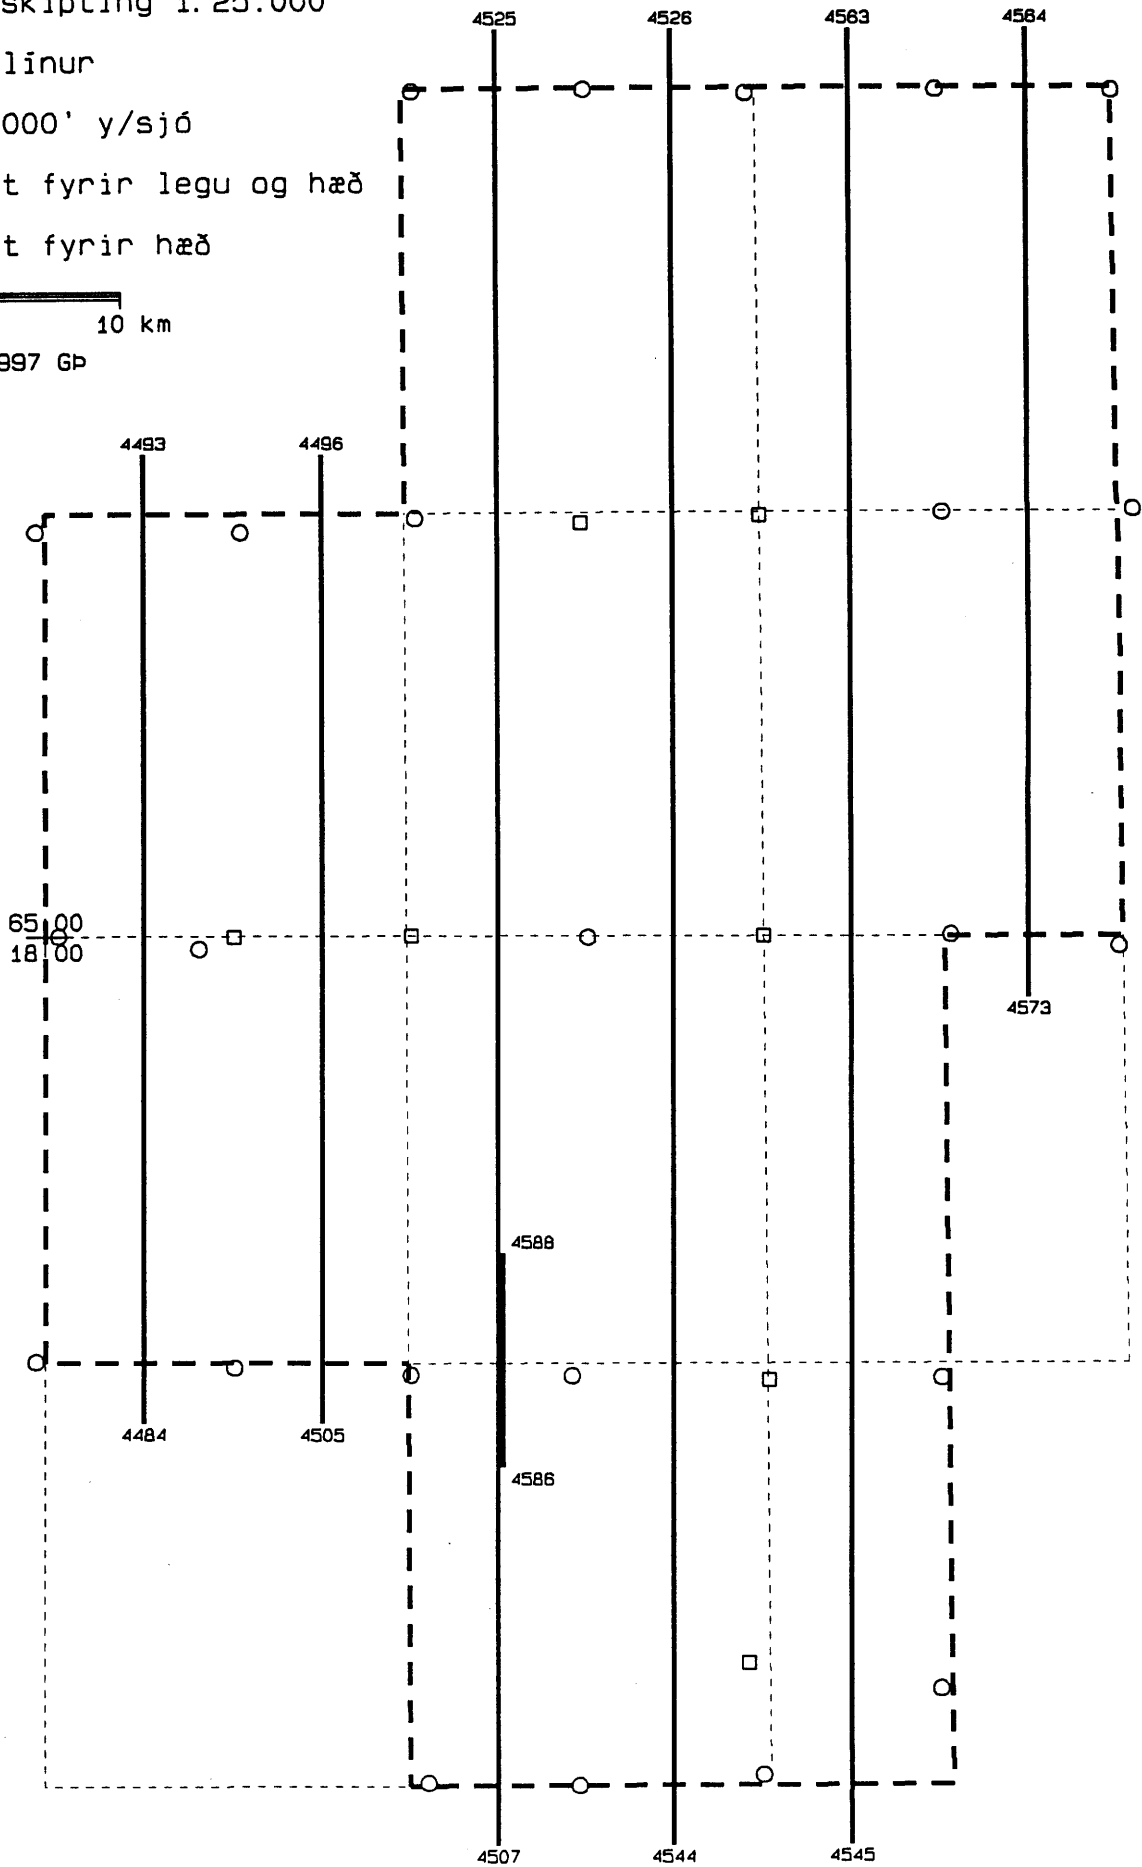 skipting 1:25.000
línur
000' y/sjó
t fyrir legu og hæð
t fyrir hæð
10 km
997 GÞ
4525 4526 4563 4564
4493 4496
65 00
18 00
4573
4588
4484 4505
4586
4507 4544 4545